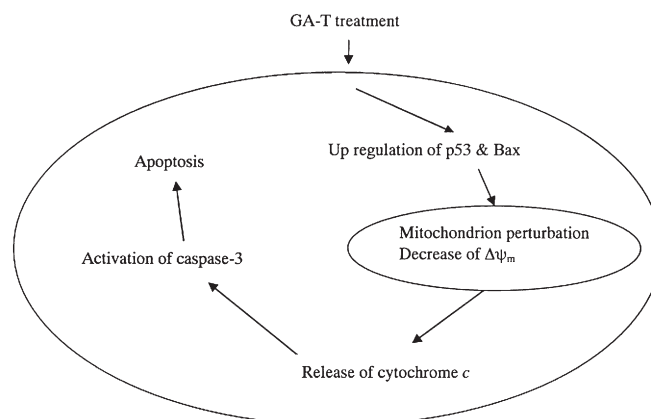 GA-T treatment
Up regulation of p53 & Bax
Mitochondrion perturbation
Decrease of Δψm
Release of cytochrome c
Activation of caspase-3
Apoptosis